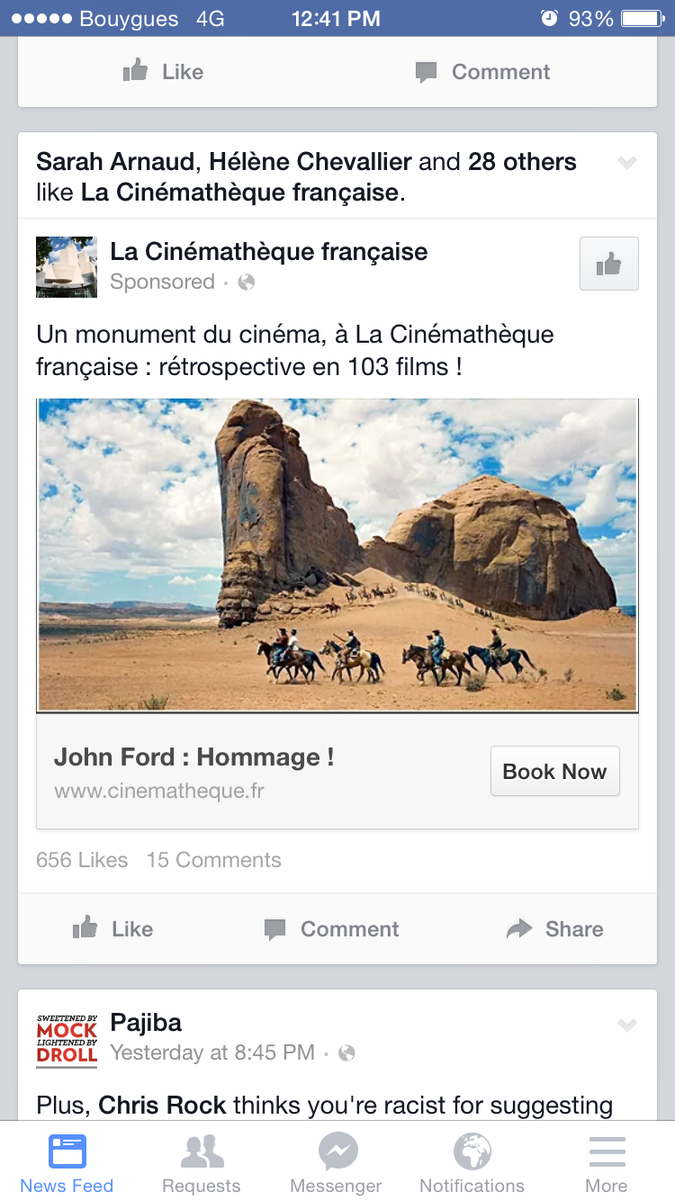 Bouygues 4G 12:41 PM 93%
Like Comment
Sarah Arnaud, Hélène Chevallier and 28 others
like La Cinémathèque française.
La Cinémathèque française
Sponsored ·
Un monument du cinéma, à La Cinémathèque
française : rétrospective en 103 films !
John Ford : Hommage !
www.cinematheque.fr
Book Now
656 Likes 15 Comments
Like Comment Share
SWEETENED BY
MOCK
LIGHTENED BY
DROLL
Pajiba
Yesterday at 8:45 PM ·
Plus, Chris Rock thinks you're racist for suggesting
News Feed Requests Messenger Notifications More